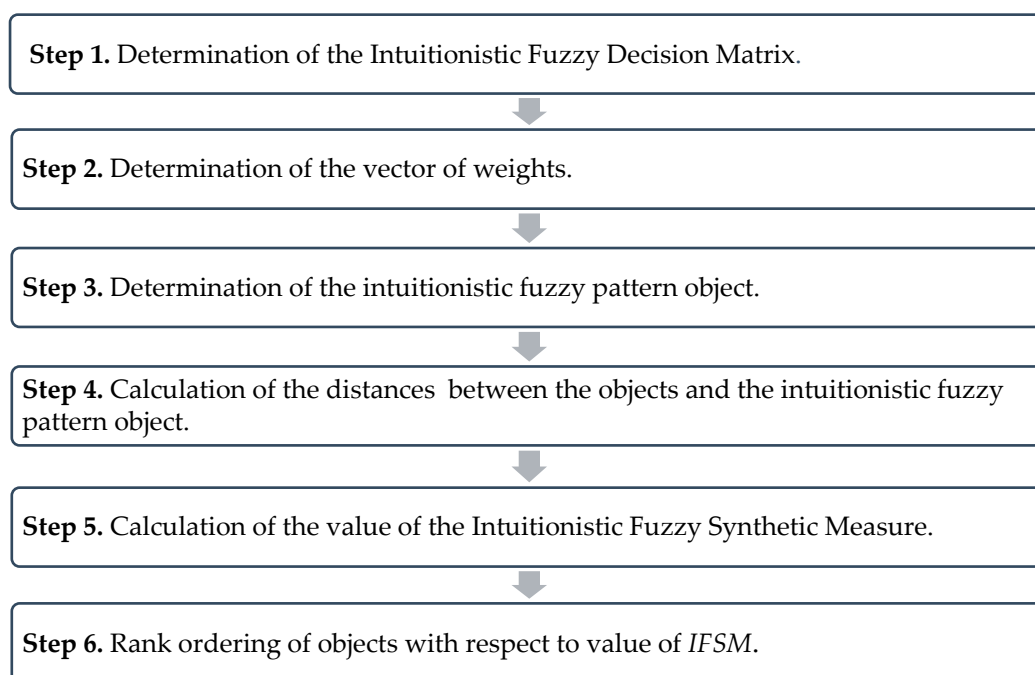 Step 1. Determination of the Intuitionistic Fuzzy Decision Matrix.
Step 2. Determination of the vector of weights.
Step 3. Determination of the intuitionistic fuzzy pattern object.
Step 4. Calculation of the distances between the objects and the intuitionistic fuzzy
pattern object.
Step 5. Calculation of the value of the Intuitionistic Fuzzy Synthetic Measure.
Step 6. Rank ordering of objects with respect to value of IFSM.